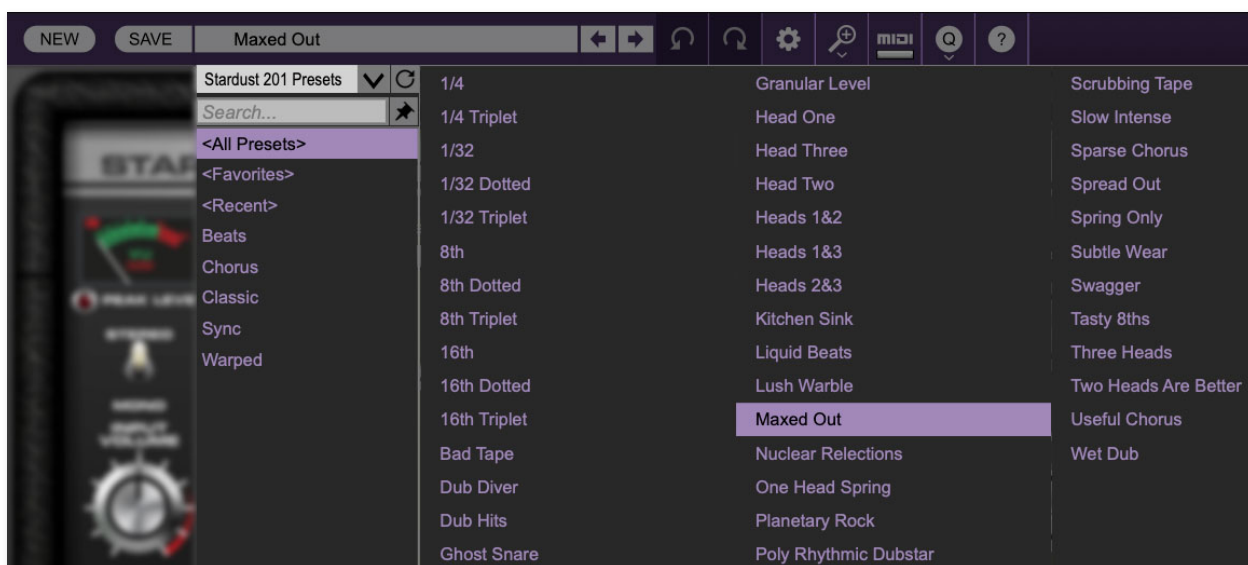 NEW SAVE Maxed Out MIDI Q ?
Stardust 201 Presets
Search...
<All Presets>
<Favorites>
<Recent>
Beats
Chorus
Classic
Sync
Warped
1/4
1/4 Triplet
1/32
1/32 Dotted
1/32 Triplet
8th
8th Dotted
8th Triplet
16th
16th Dotted
16th Triplet
Bad Tape
Dub Diver
Dub Hits
Ghost Snare
Granular Level
Head One
Head Three
Head Two
Heads 1&2
Heads 1&3
Heads 2&3
Kitchen Sink
Liquid Beats
Lush Warble
Maxed Out
Nuclear Relections
One Head Spring
Planetary Rock
Poly Rhythmic Dubstar
Scrubbing Tape
Slow Intense
Sparse Chorus
Spread Out
Spring Only
Subtle Wear
Swagger
Tasty 8ths
Three Heads
Two Heads Are Better
Useful Chorus
Wet Dub
STEREO
MONO
INPUT
VOLUME